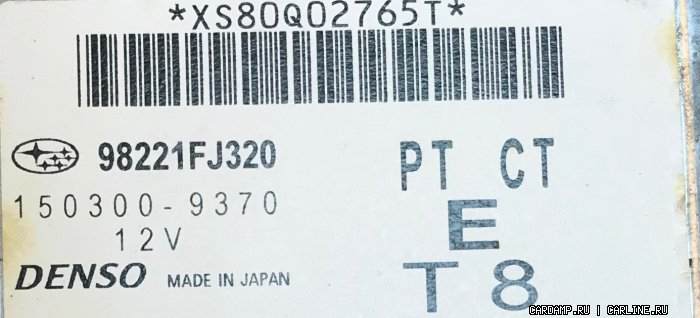 *XS80Q02765T*
98221FJ320
150300-9370
12V
DENSO MADE IN JAPAN
PT CT
E
T8
CARDAMP.RU | CARLINE.RU